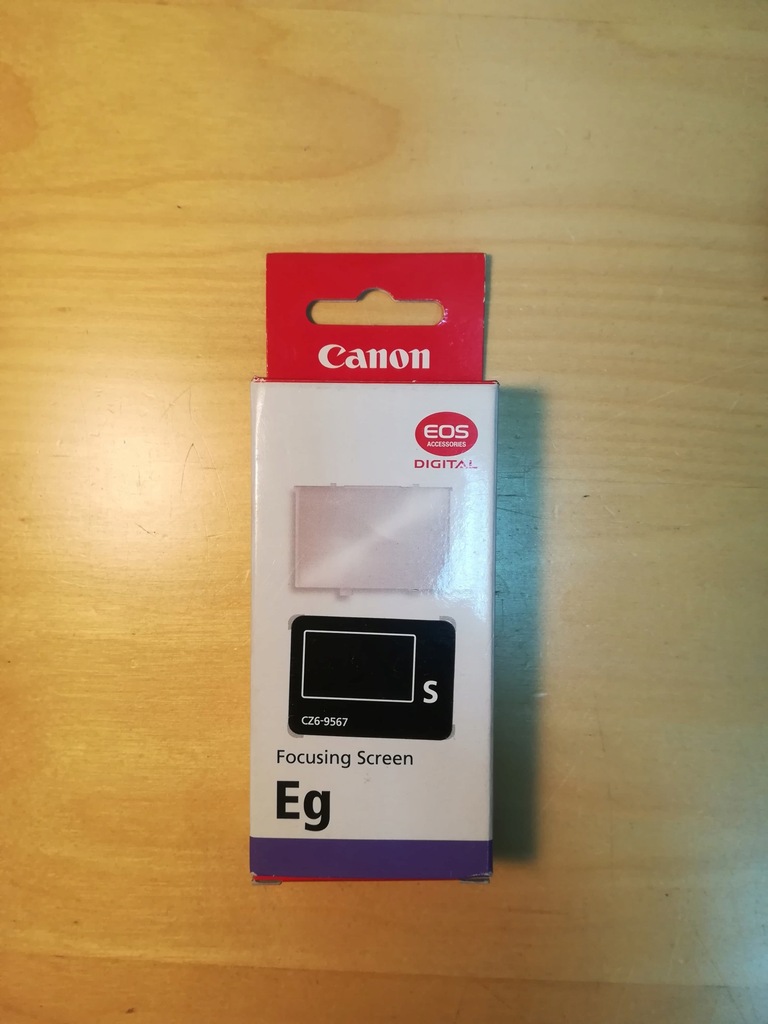 Canon
EOS
ACCESSORIES
DIGITAL
S
CZ6-9567
Focusing Screen
Eg